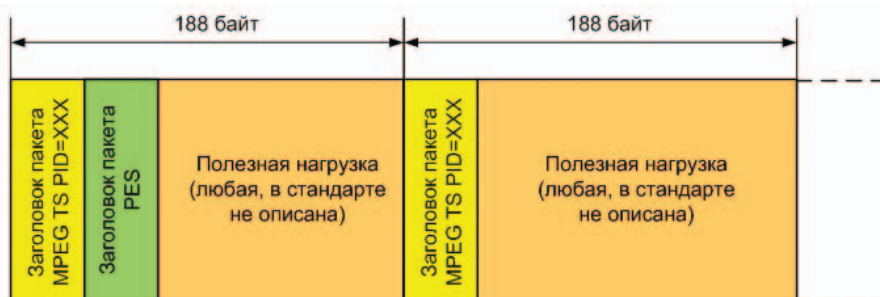 188 байт
188 байт
Заголовок пакета
MPEG TS PID=XXX
Заголовок пакета
PES
Полезная нагрузка
(любая, в стандарте
не описана)
Заголовок пакета
MPEG TS PID=XXX
Полезная нагрузка
(любая, в стандарте
не описана)